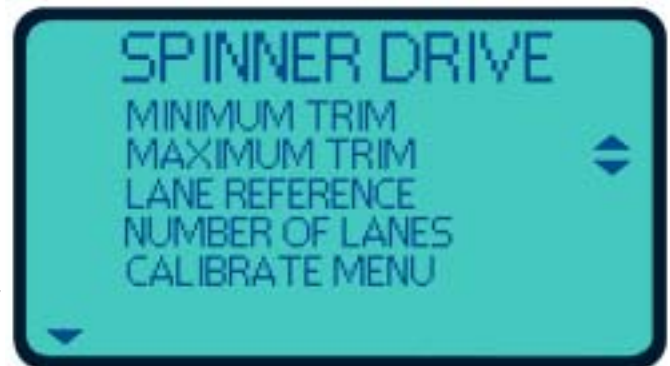 SPINNER DRIVE
MINIMUM TRIM
MAXIMUM TRIM
LANE REFERENCE
NUMBER OF LANES
CALIBRATE MENU